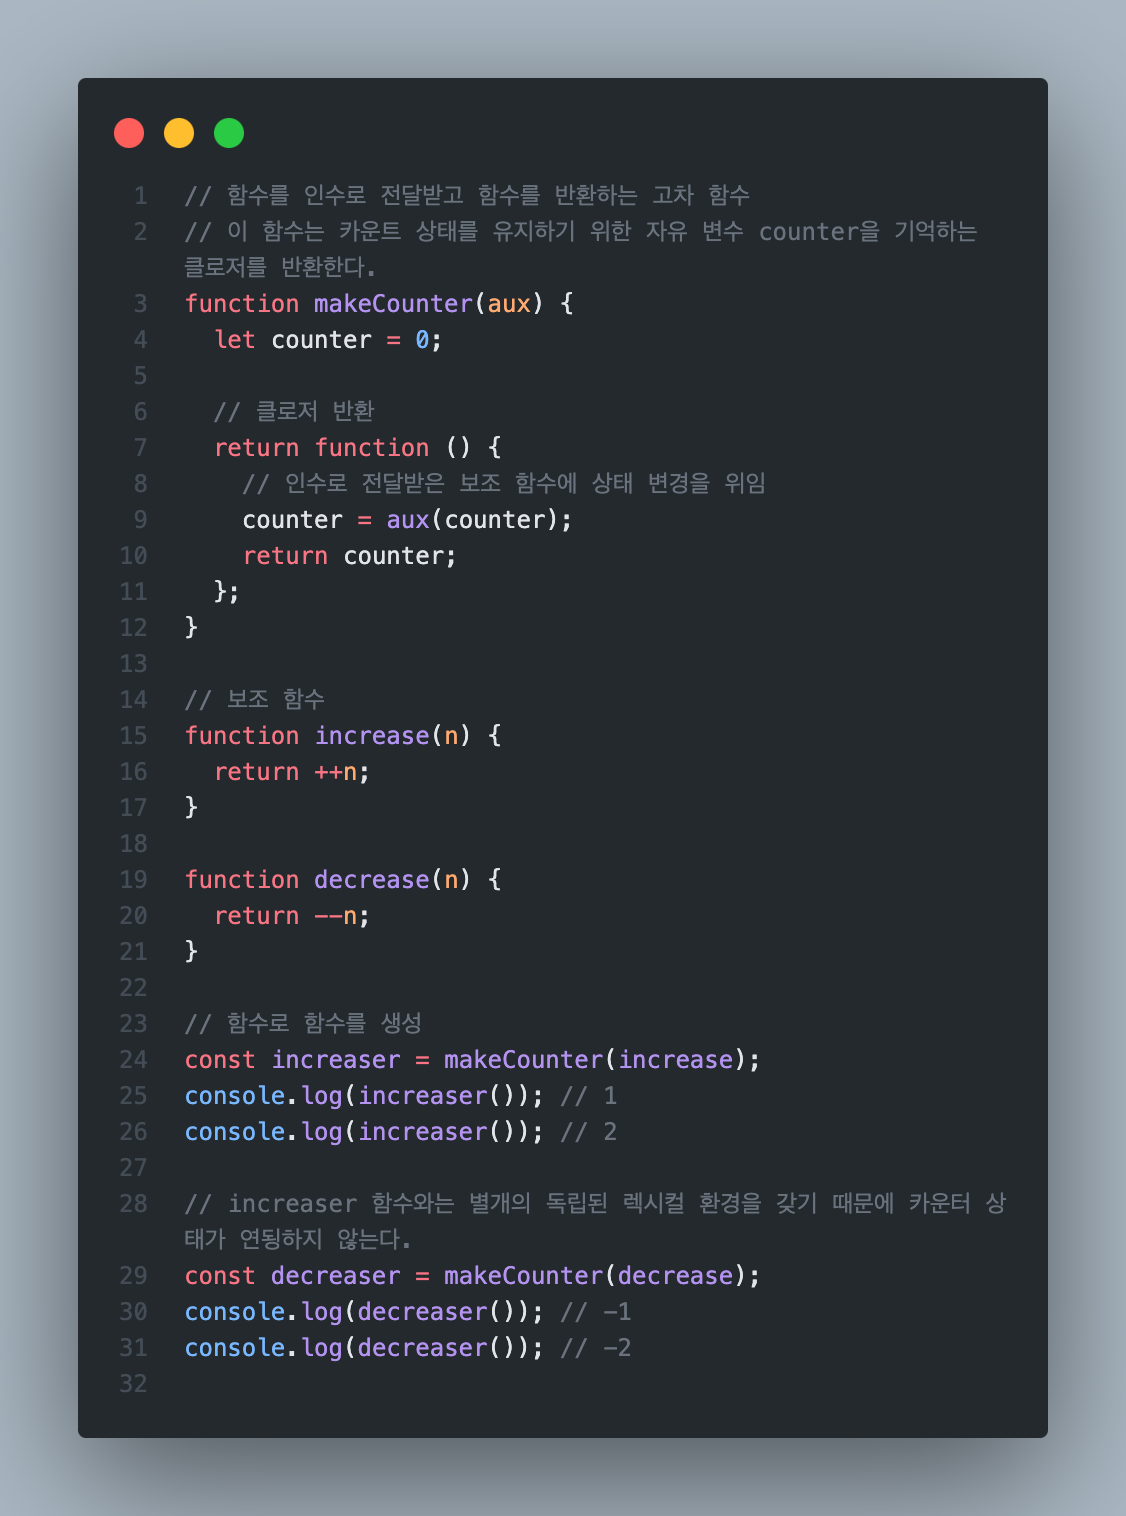 1 // 함수를 인수로 전달받고 함수를 반환하는 고차 함수
2 // 이 함수는 카운트 상태를 유지하기 위한 자유 변수 counter을 기억하는
클로저를 반환한다.
3 function makeCounter(aux) {
4 let counter = 0;
5
6 // 클로저 반환
7 return function () {
8 // 인수로 전달받은 보조 함수에 상태 변경을 위임
9 counter = aux(counter);
10 return counter;
11 };
12 }
13
14 // 보조 함수
15 function increase(n) {
16 return ++n;
17 }
18
19 function decrease(n) {
20 return --n;
21 }
22
23 // 함수로 함수를 생성
24 const increaser = makeCounter(increase);
25 console.log(increaser()); // 1
26 console.log(increaser()); // 2
27
28 // increaser 함수와는 별개의 독립된 렉시컬 환경을 갖기 때문에 카운터 상
태가 연됭하지 않는다.
29 const decreaser = makeCounter(decrease);
30 console.log(decreaser()); // -1
31 console.log(decreaser()); // -2
32